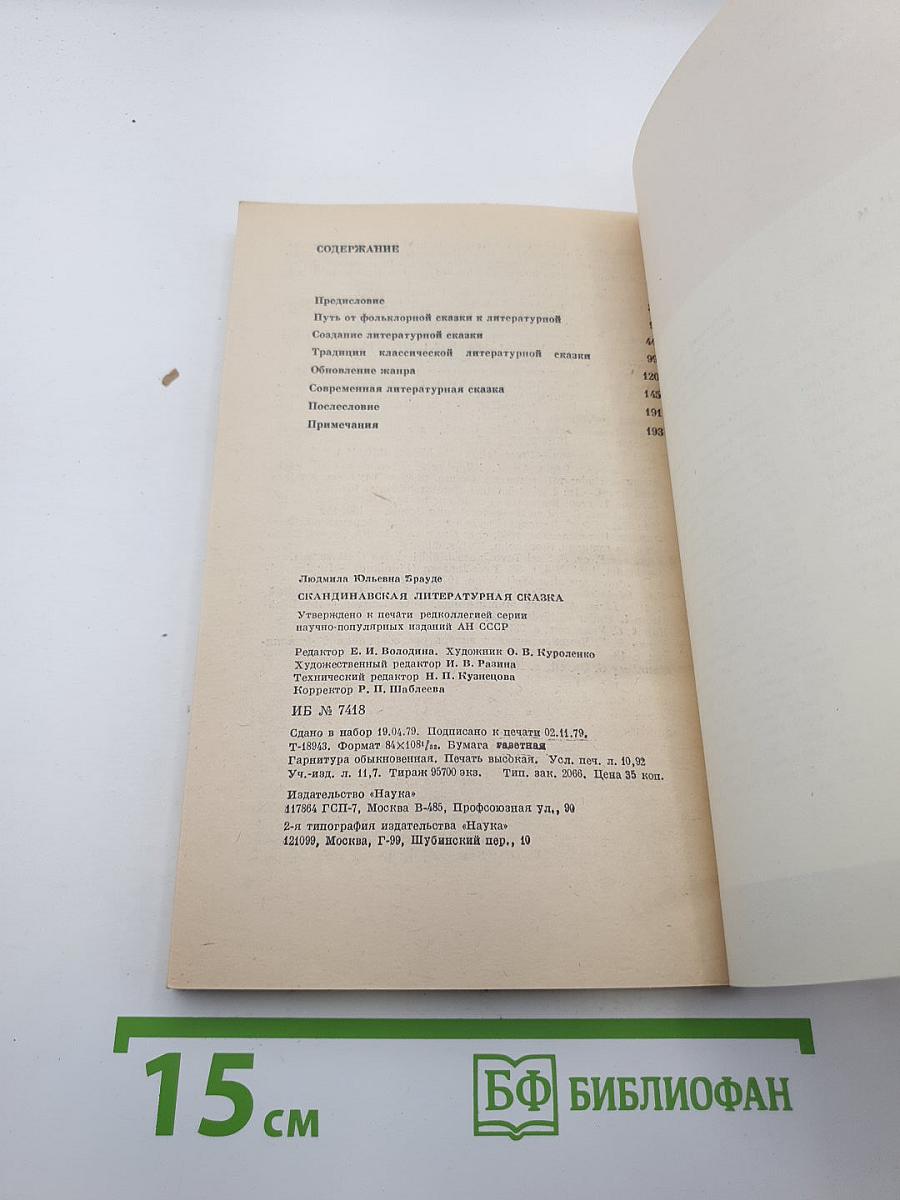 СОДЕРЖАНИЕ
Предисловие
Путь от фольклорной сказки к литературной
Создание литературной сказки
Традиции классической литературной сказки 99
Обновление жанра 120
Современная литературная сказка 145
Послесловие 191
Примечания 193
Людмила Юльевна Брауде
СКАНДИНАВСКАЯ ЛИТЕРАТУРНАЯ СКАЗКА
Утверждено к печати редколлегией серии
научно-популярных изданий АН СССР
Редактор Е. И. Володина. Художник О. В. Куроленко
Художественный редактор И. В. Разина
Технический редактор Н. П. Кузнецова
Корректор Р. П. Шаблеева
ИБ № 7418
Сдано в набор 19.04.79. Подписано к печати 02.11.79.
Т-18943. Формат 84×108¹/₃₂. Бумага газетная
Гарнитура обыкновенная. Печать высокая. Усл. печ. л. 10,92
Уч.-изд. л. 11,7. Тираж 95700 экз. Тип. зак. 2066. Цена 35 коп.
Издательство «Наука»
117864 ГСП-7, Москва В-485, Профсоюзная ул., 90
2-я типография издательства «Наука»
121099, Москва, Г-99, Шубинский пер., 10
15 см
БФ БИБЛИОФАН